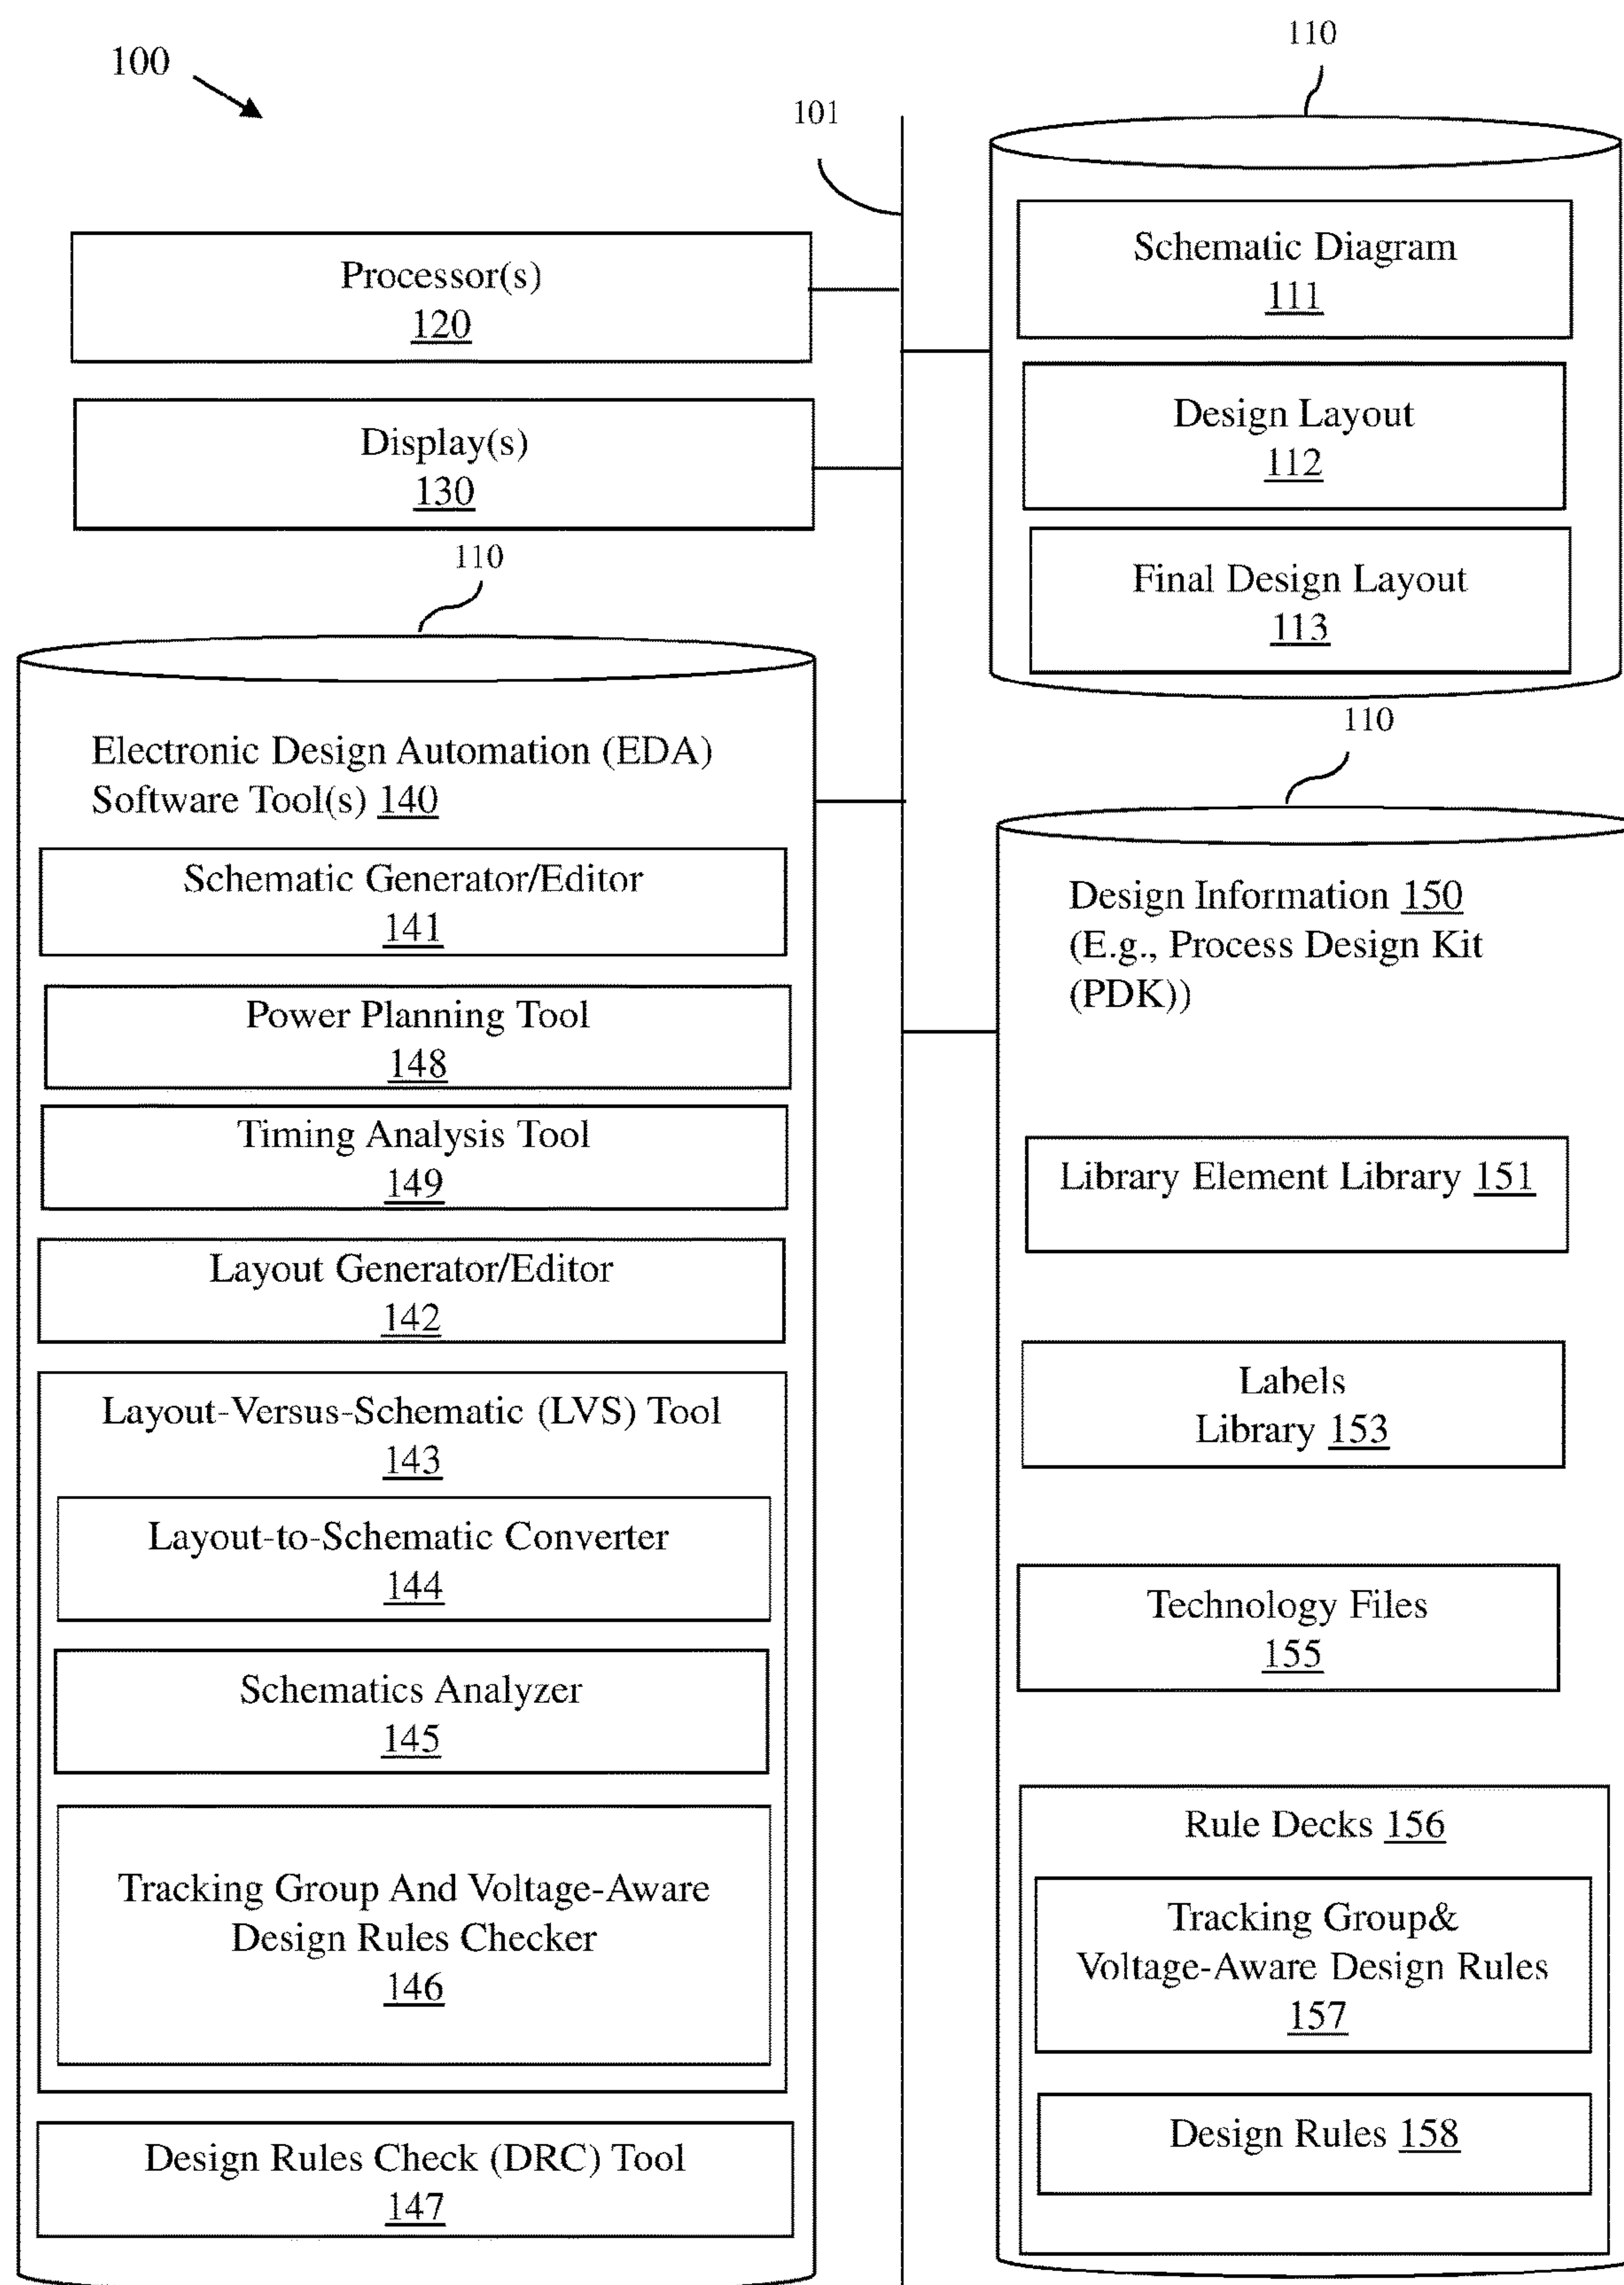 100
101
110
Processor(s)
120
Display(s)
130
110
Electronic Design Automation (EDA)
Software Tool(s) 140
Schematic Generator/Editor
141
Power Planning Tool
148
Timing Analysis Tool
149
Layout Generator/Editor
142
Layout-Versus-Schematic (LVS) Tool
143
Layout-to-Schematic Converter
144
Schematics Analyzer
145
Tracking Group And Voltage-Aware
Design Rules Checker
146
Design Rules Check (DRC) Tool
147
Schematic Diagram
111
Design Layout
112
Final Design Layout
113
110
Design Information 150
(E.g., Process Design Kit
(PDK))
Library Element Library 151
Labels
Library 153
Technology Files
155
Rule Decks 156
Tracking Group&
Voltage-Aware Design Rules
157
Design Rules 158